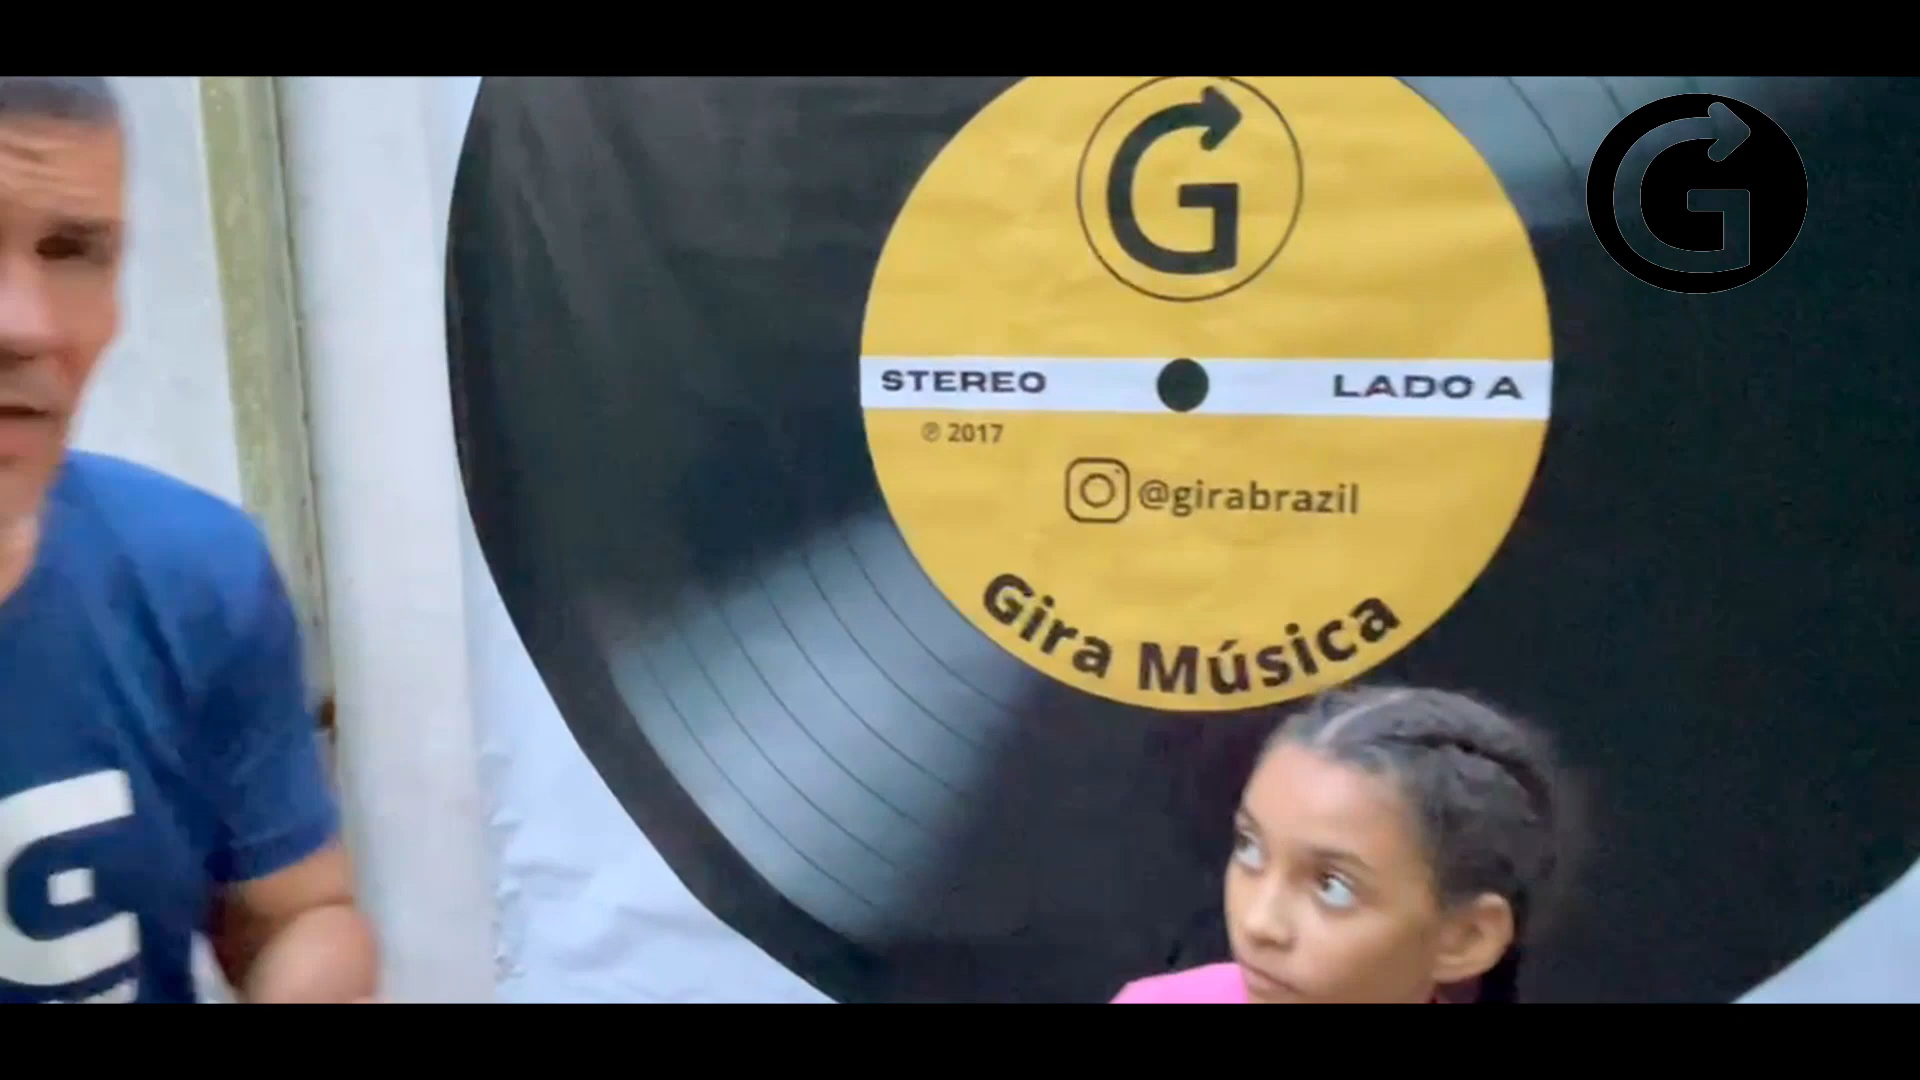 G
G
STEREO LADO A
℗ 2017
@girabrazil
Gira Música